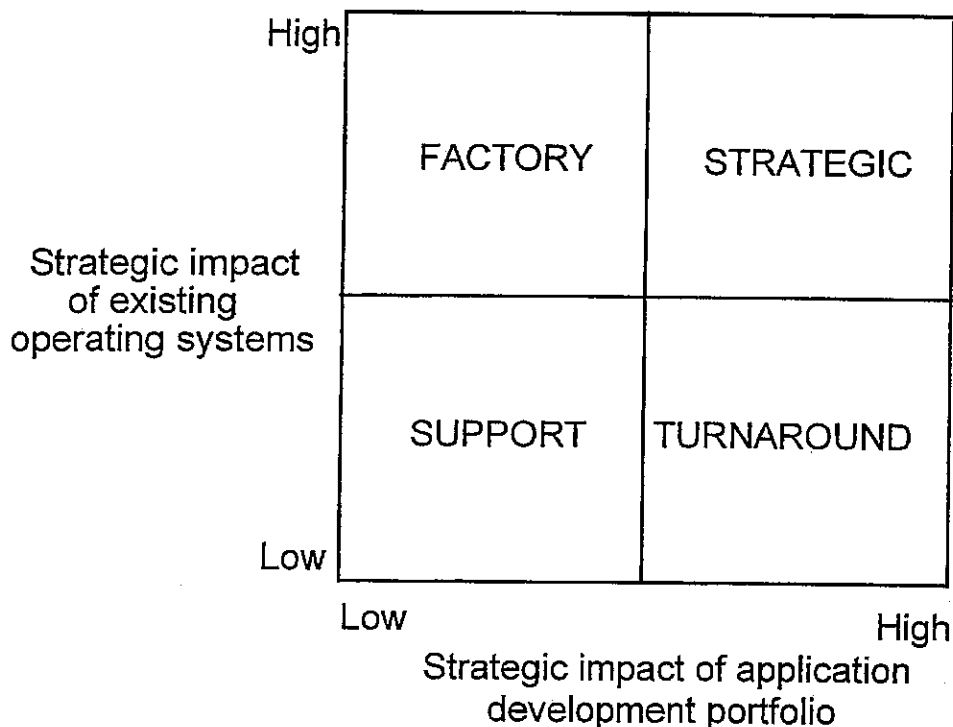 High
FACTORY
STRATEGIC
Strategic impact
of existing
operating systems
SUPPORT
TURNAROUND
Low
Low
High
Strategic impact of application
development portfolio